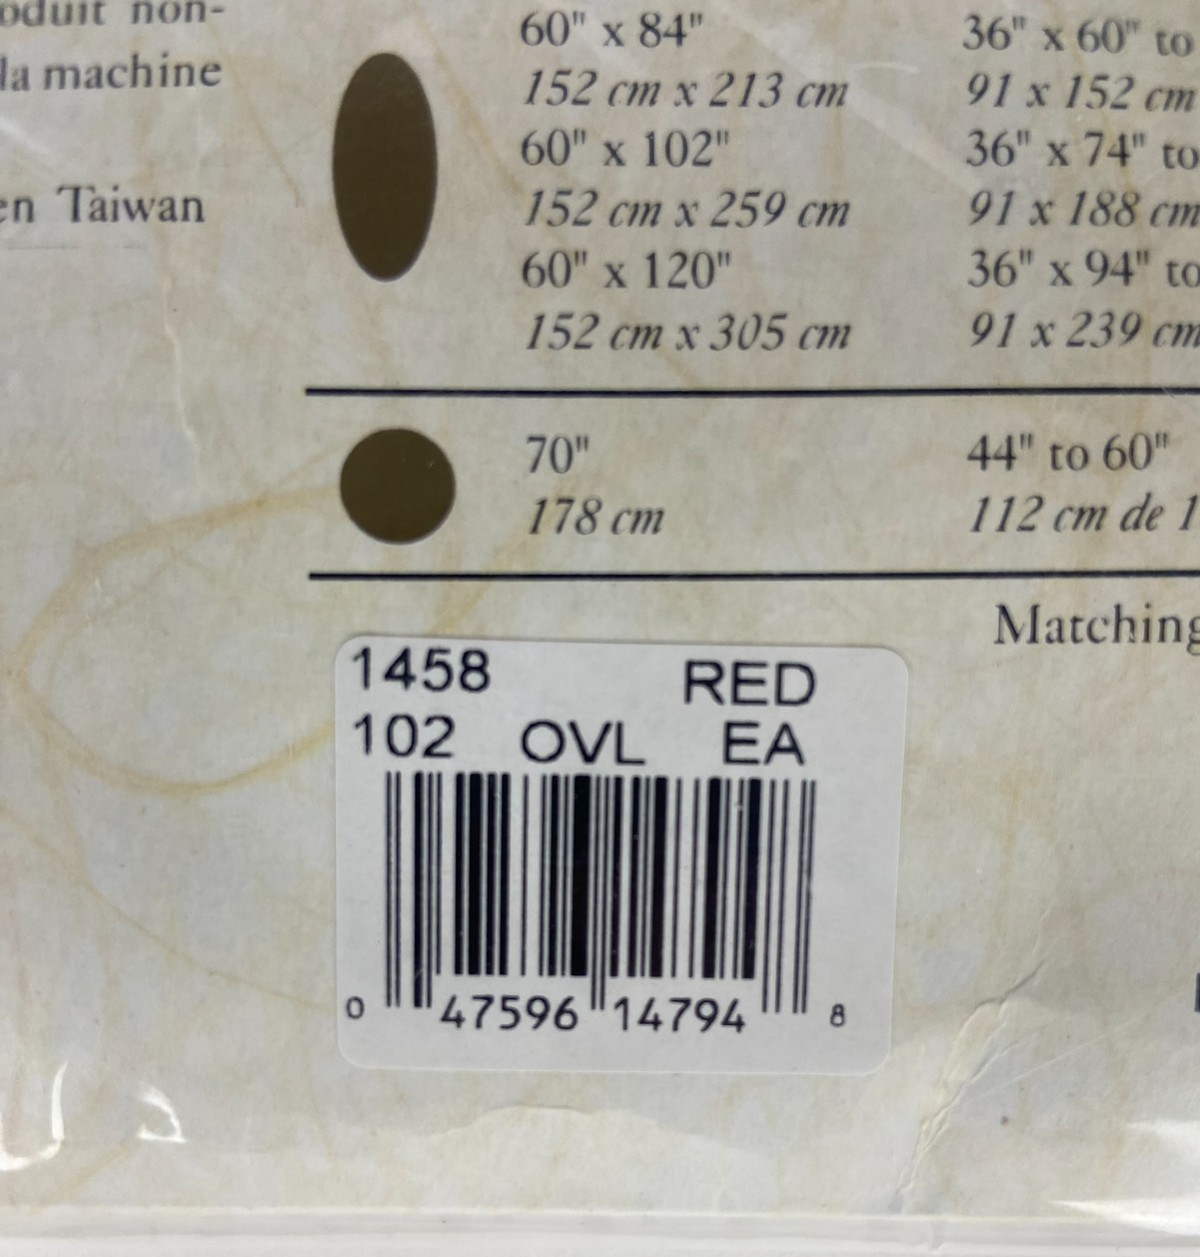 non-
la machine
en Taiwan
60" x 84" 36" x 60" to
152 cm x 213 cm 91 x 152 cm
60" x 102" 36" x 74" to
152 cm x 259 cm 91 x 188 cm
60" x 120" 36" x 94" to
152 cm x 305 cm 91 x 239 cm
70" 44" to 60"
178 cm 112 cm de 1
Matching
1458 RED
102 OVL EA
0 47596 14794 8